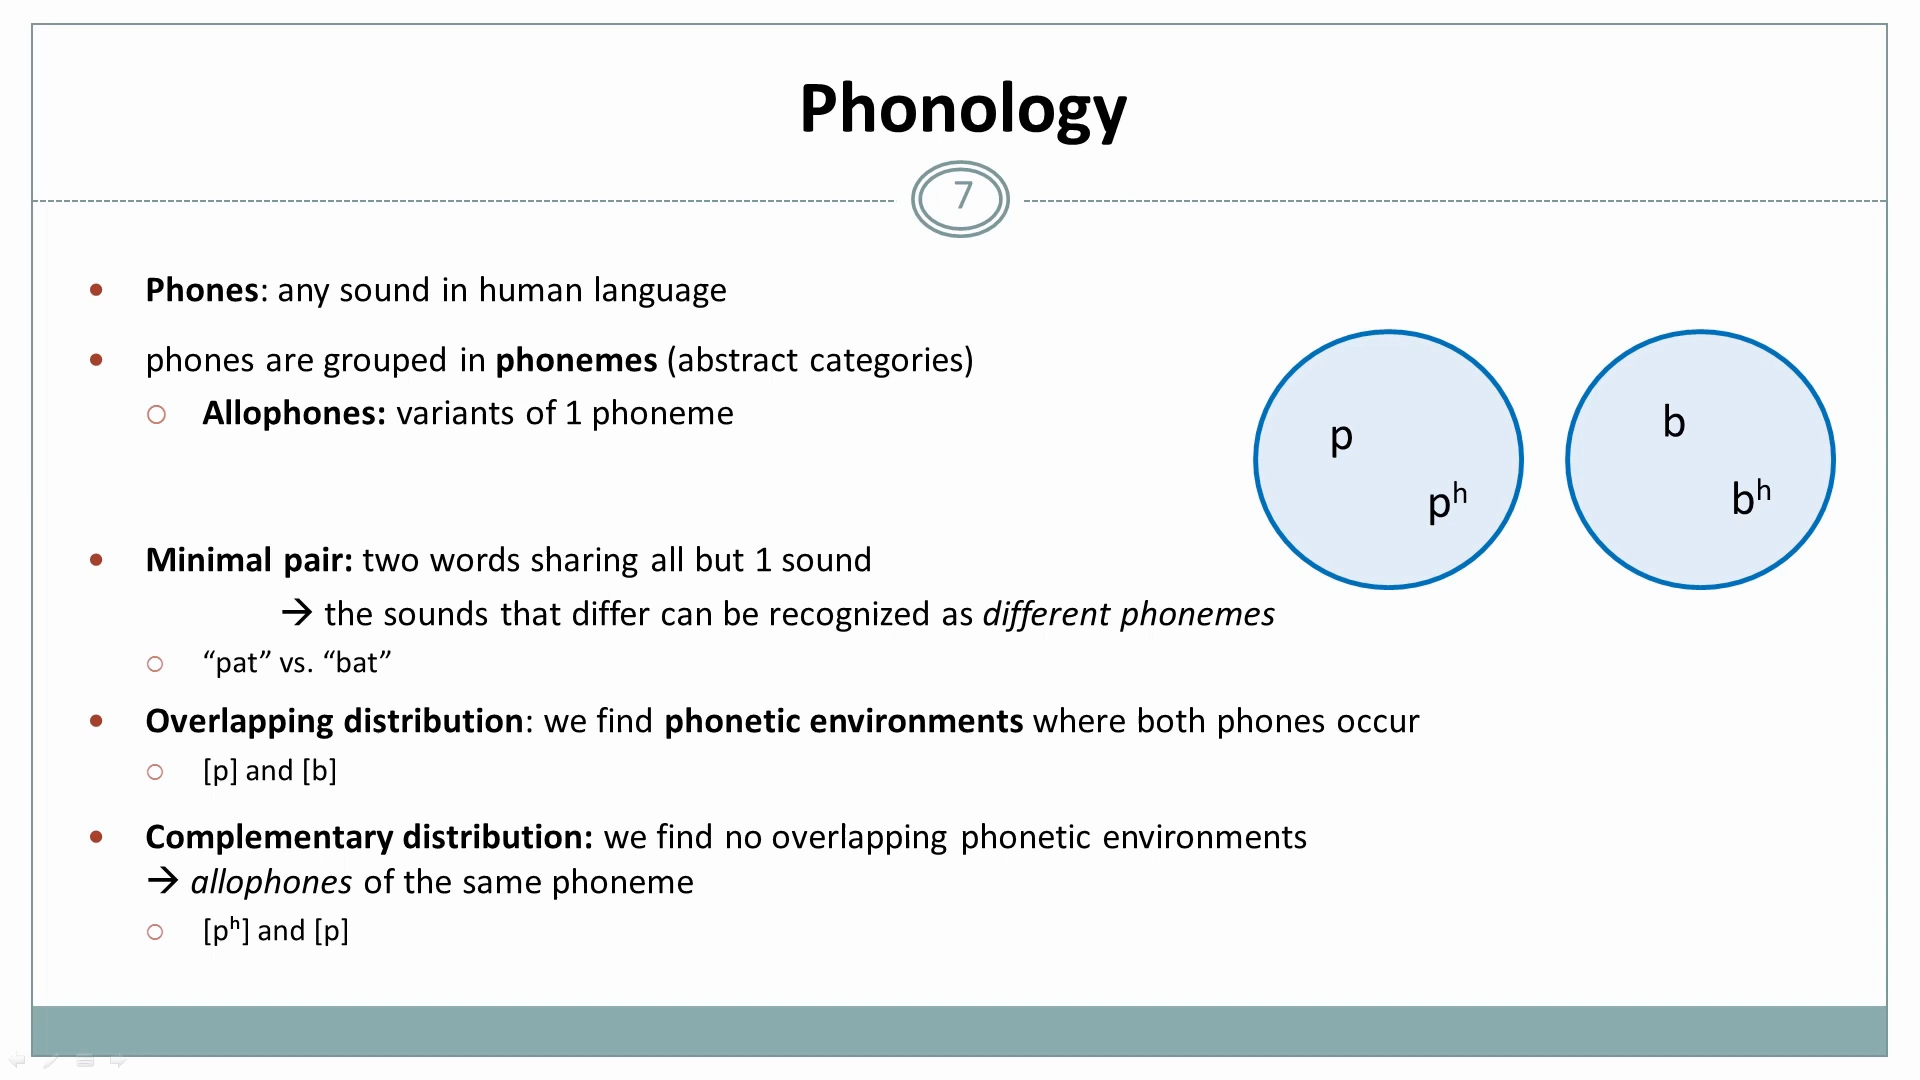 Phonology
7
• Phones: any sound in human language
• phones are grouped in phonemes (abstract categories)
○ Allophones: variants of 1 phoneme
p
pʰ
b
bʰ
• Minimal pair: two words sharing all but 1 sound
→ the sounds that differ can be recognized as different phonemes
○ “pat” vs. “bat”
• Overlapping distribution: we find phonetic environments where both phones occur
○ [p] and [b]
• Complementary distribution: we find no overlapping phonetic environments
→ allophones of the same phoneme
○ [pʰ] and [p]